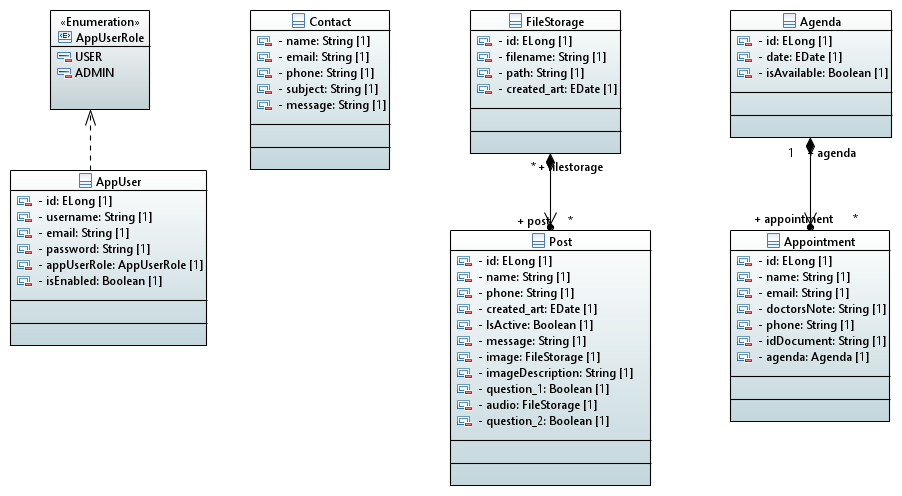 «Enumeration»
AppUserRole
USER
ADMIN
AppUser
- id: ELong [1]
- username: String [1]
- email: String [1]
- password: String [1]
- appUserRole: AppUserRole [1]
- isEnabled: Boolean [1]
Contact
- name: String [1]
- email: String [1]
- phone: String [1]
- subject: String [1]
- message: String [1]
FileStorage
- id: ELong [1]
- filename: String [1]
- path: String [1]
- created_art: EDate [1]
* + filestorage
+ post *
Post
- id: ELong [1]
- name: String [1]
- phone: String [1]
- created_art: EDate [1]
- IsActive: Boolean [1]
- message: String [1]
- image: FileStorage [1]
- imageDescription: String [1]
- question_1: Boolean [1]
- audio: FileStorage [1]
- question_2: Boolean [1]
Agenda
- id: ELong [1]
- date: EDate [1]
- isAvailable: Boolean [1]
1 + agenda
+ appointment *
Appointment
- id: ELong [1]
- name: String [1]
- email: String [1]
- doctorsNote: String [1]
- phone: String [1]
- idDocument: String [1]
- agenda: Agenda [1]